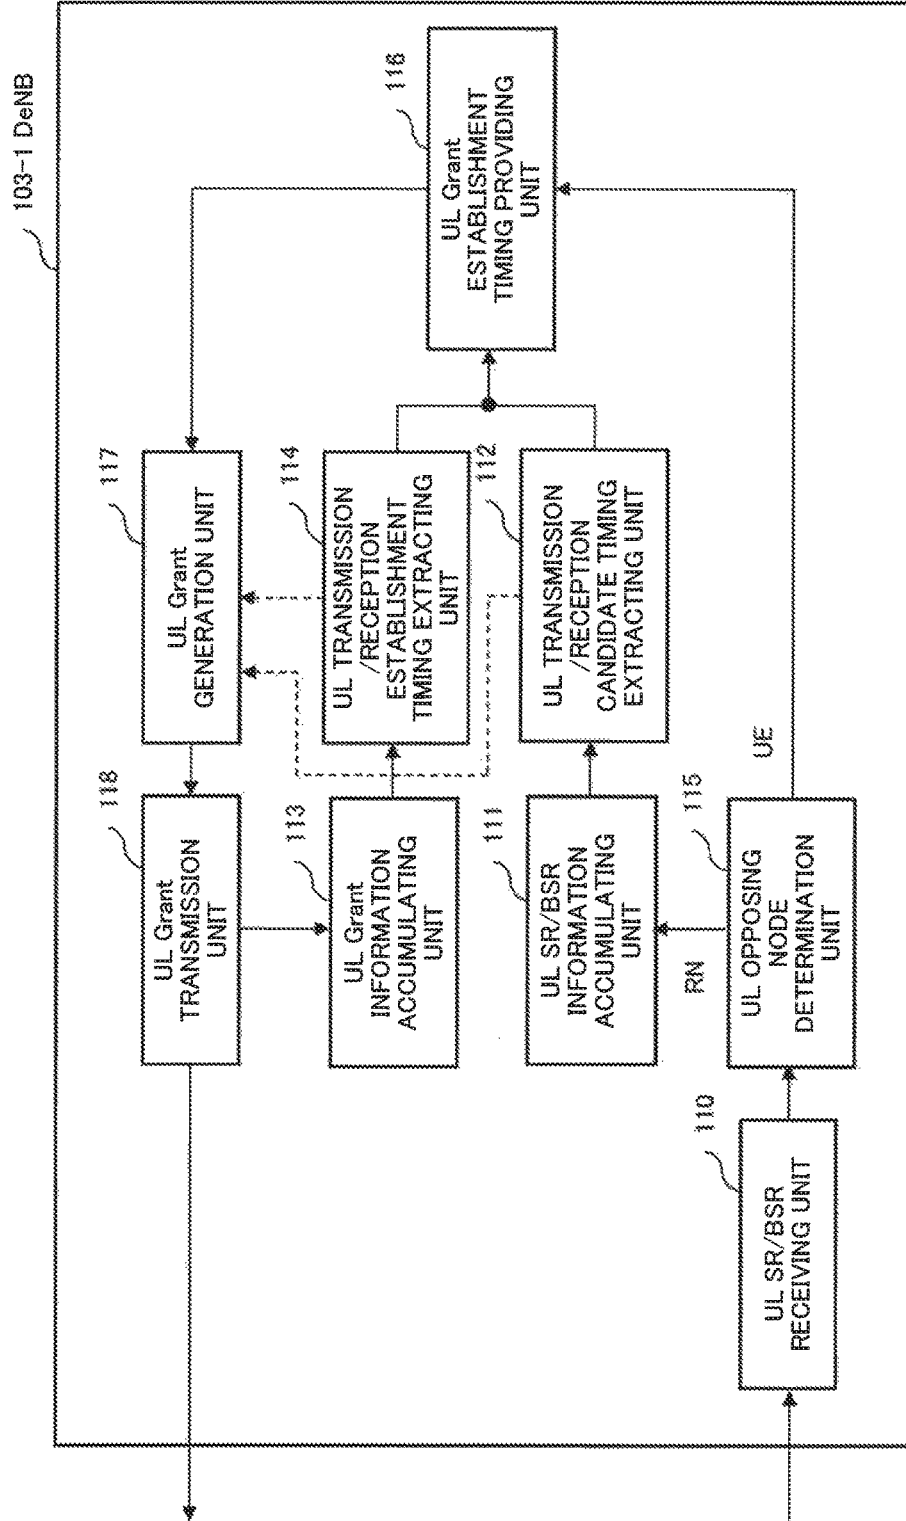 103-1 DeNB
118
UL Grant
TRANSMISSION
UNIT
117
UL Grant
GENERATION UNIT
113
UL Grant
INFORMATION
ACCUMULATING
UNIT
114
UL TRANSMISSION
/RECEPTION
ESTABLISHMENT
TIMING EXTRACTING
UNIT
116
UL Grant
ESTABLISHMENT
TIMING PROVIDING
UNIT
111
UL SR/BSR
INFORMATION
ACCUMULATING
UNIT
112
UL TRANSMISSION
/RECEPTION
CANDIDATE TIMING
EXTRACTING UNIT
RN
110
UL SR/BSR
RECEIVING UNIT
115
UL OPPOSING
NODE
DETERMINATION
UNIT
UE